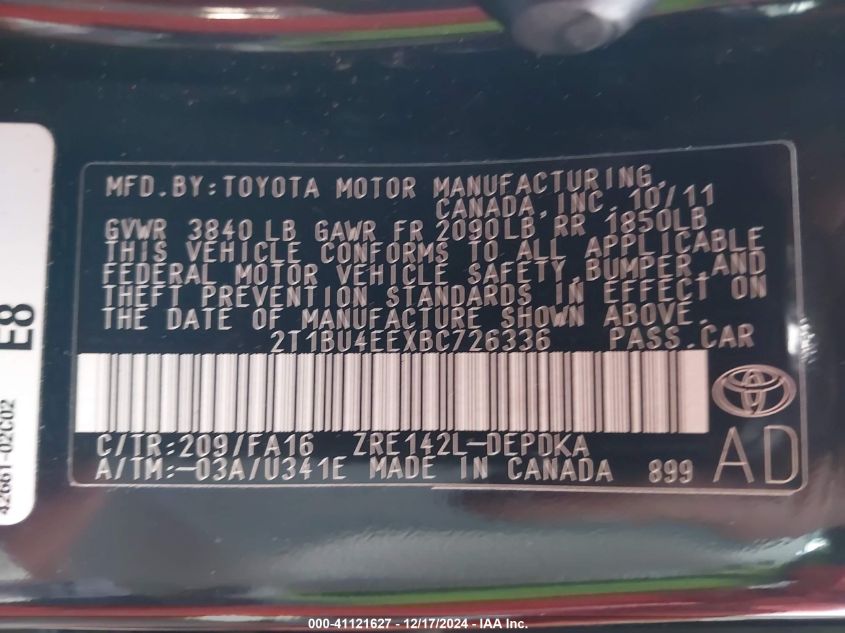 MFD.BY:TOYOTA MOTOR MANUFACTURING,
CANADA,INC. 10/11
GVWR 3840 LB GAWR FR 2090LB RR 1850LB
THIS VEHICLE CONFORMS TO ALL APPLICABLE
FEDERAL MOTOR VEHICLE SAFETY,BUMPER,AND
THEFT PREVENTION STANDARDS IN EFFECT ON
THE DATE OF MANUFACTURE SHOWN ABOVE.
2T1BU4EEXBC726336 PASS.CAR
C/TR:209/FA16 ZRE142L-DEPDKA
A/TM:-03A/U341E MADE IN CANADA 899
AD
E8
42661-02C02
000-41121627 – 12/17/2024 – IAA Inc.